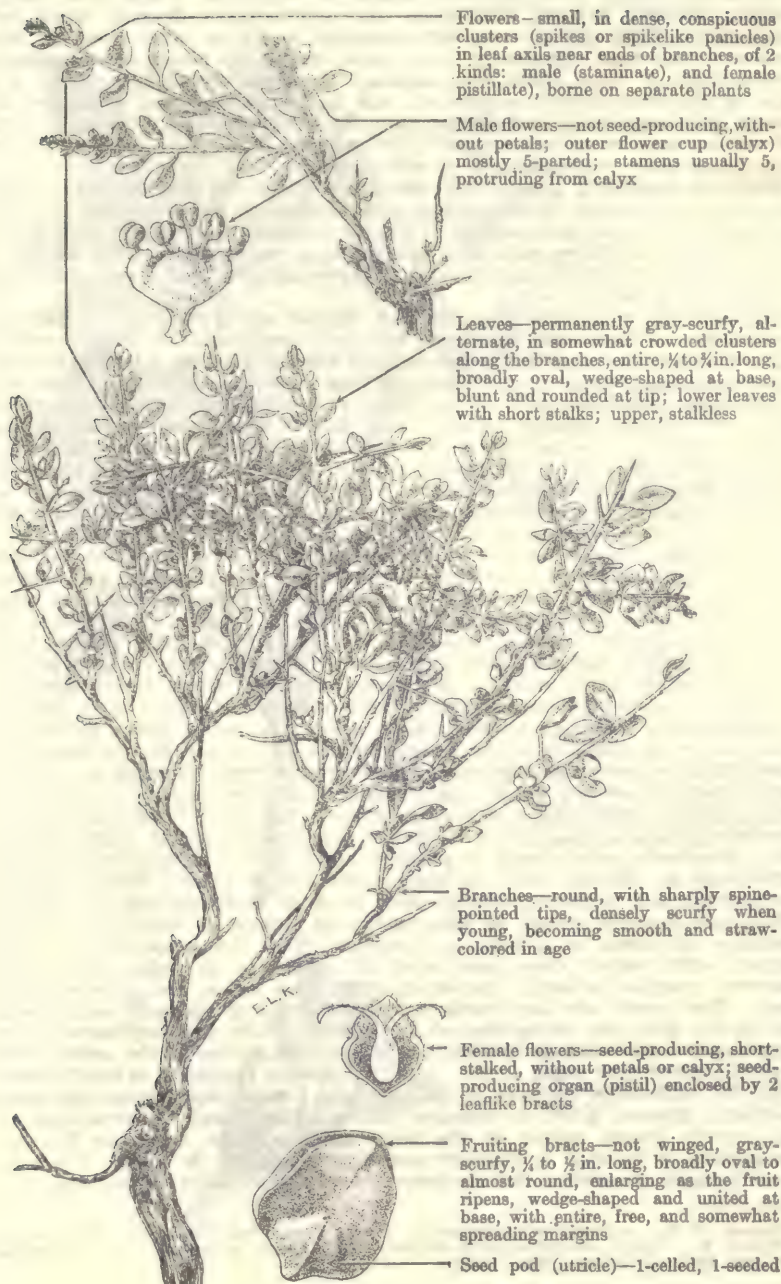 Flowers—small, in dense, conspicuous
clusters (spikes or spikelike panicles)
in leaf axils near ends of branches, of 2
kinds: male (staminate), and female
pistillate), borne on separate plants
Male flowers—not seed-producing, with-
out petals; outer flower cup (calyx)
mostly 5-parted; stamens usually 5,
protruding from calyx
Leaves—permanently gray-scurfy, al-
ternate, in somewhat crowded clusters
along the branches, entire, to in. long,
broadly oval, wedge-shaped at base,
blunt and rounded at tip; lower leaves
with short stalks; upper, stalkless
Branches—round, with sharply spine-
pointed tips, densely scurfy when
young, becoming smooth and straw-
colored in age
E.L.K.
Female flowers—seed-producing, short-
stalked, without petals or calyx; seed-
producing organ (pistil) enclosed by 2
leaflike bracts
Fruiting bracts—not winged, gray-
scurfy, ¼ to ½ in. long, broadly oval to
almost round, enlarging as the fruit
ripens, wedge-shaped and united at
base, with entire, free, and somewhat
spreading margins
Seed pod (utricle)—1-celled, 1-seeded